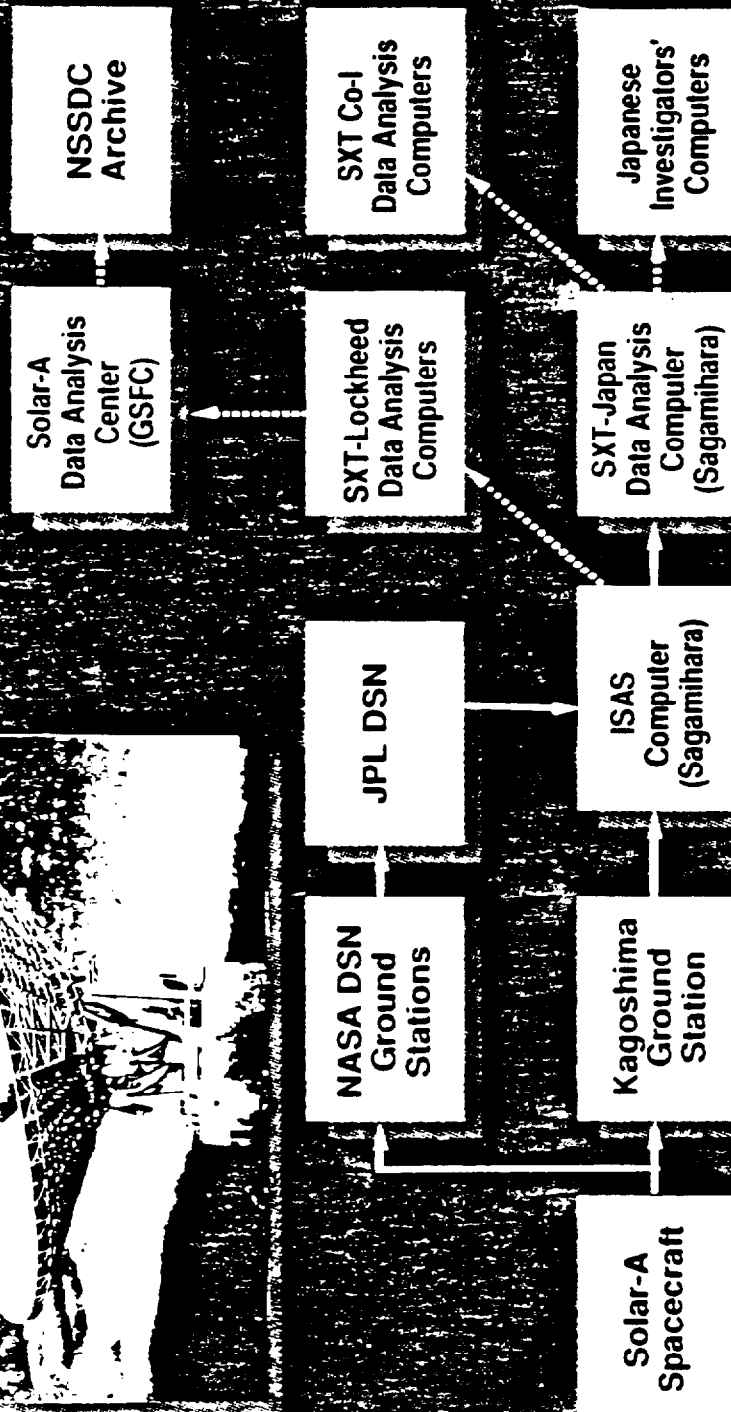 Solar-A
Data Analysis
Center
(GSFC)
NSSDC
Archive
NASA DSN
Ground
Stations
JPL DSN
SXT-Lockheed
Data Analysis
Computers
SXT Co-I
Data Analysis
Computers
Solar-A
Spacecraft
Kagoshima
Ground
Station
ISAS
Computer
(Sagamihara)
SXT-Japan
Data Analysis
Computer
(Sagamihara)
Japanese
Investigators'
Computers